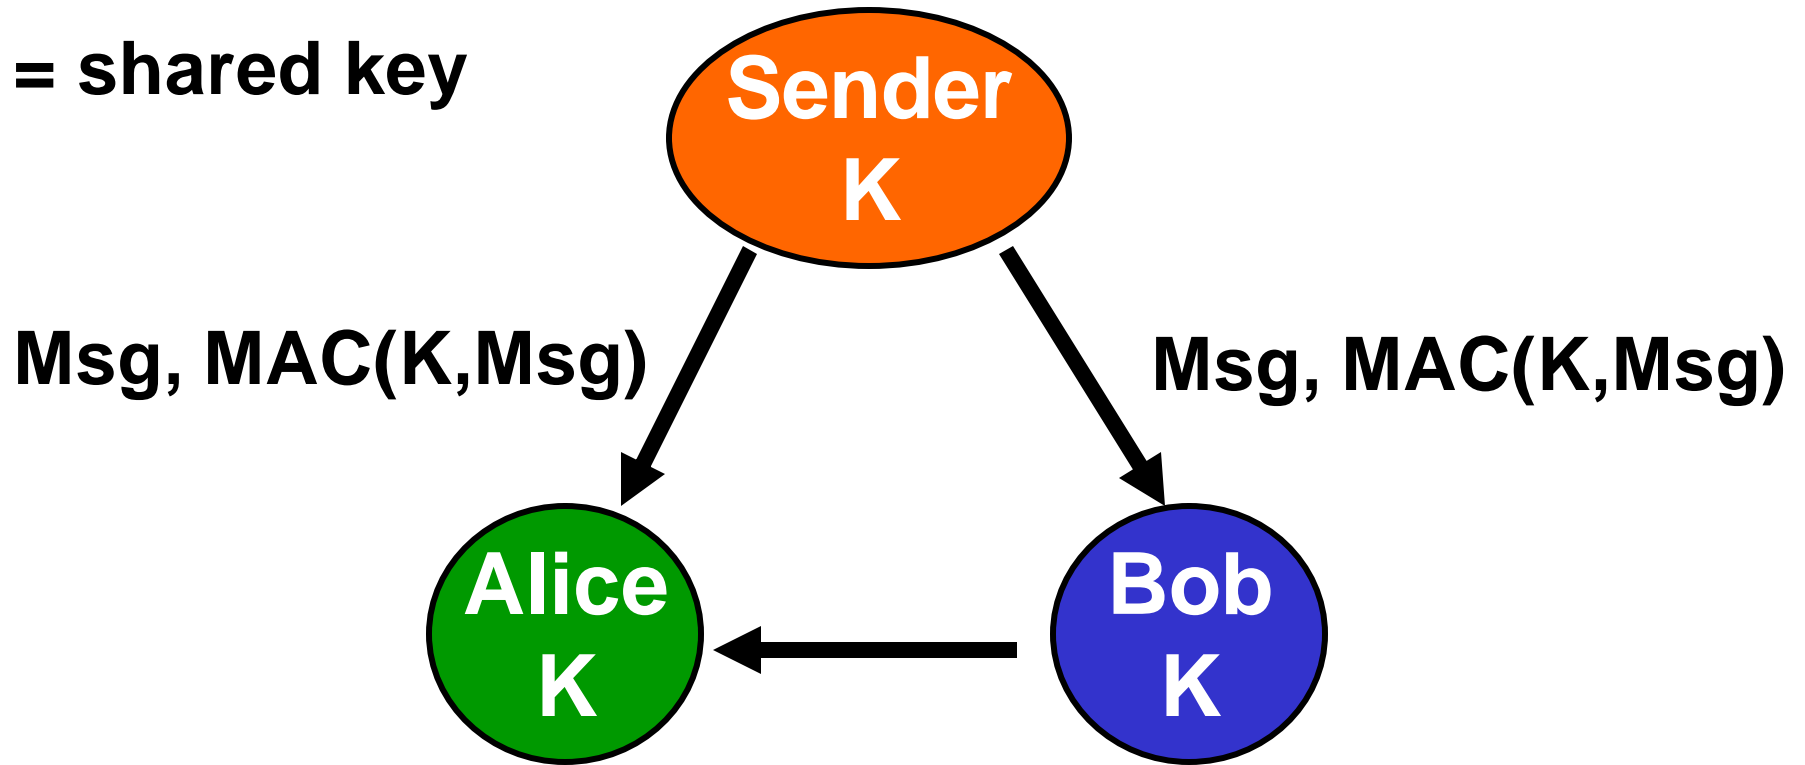 = shared key
Sender
K
Msg, MAC(K,Msg)
Msg, MAC(K,Msg)
Alice
K
Bob
K